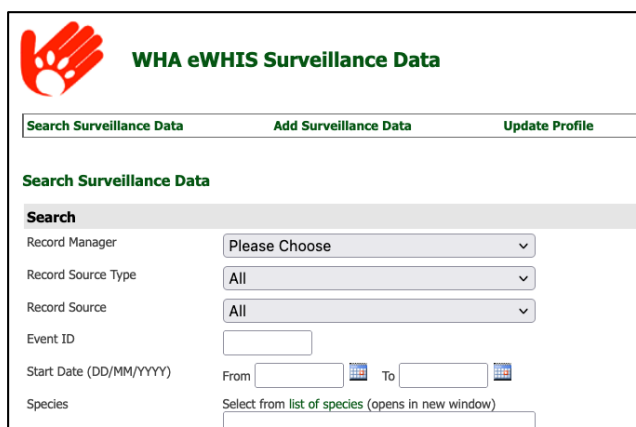 WHA eWHIS Surveillance Data
Search Surveillance Data Add Surveillance Data Update Profile
Search Surveillance Data
Search
Record Manager Please Choose
Record Source Type All
Record Source All
Event ID
Start Date (DD/MM/YYYY) From To
Species Select from list of species (opens in new window)